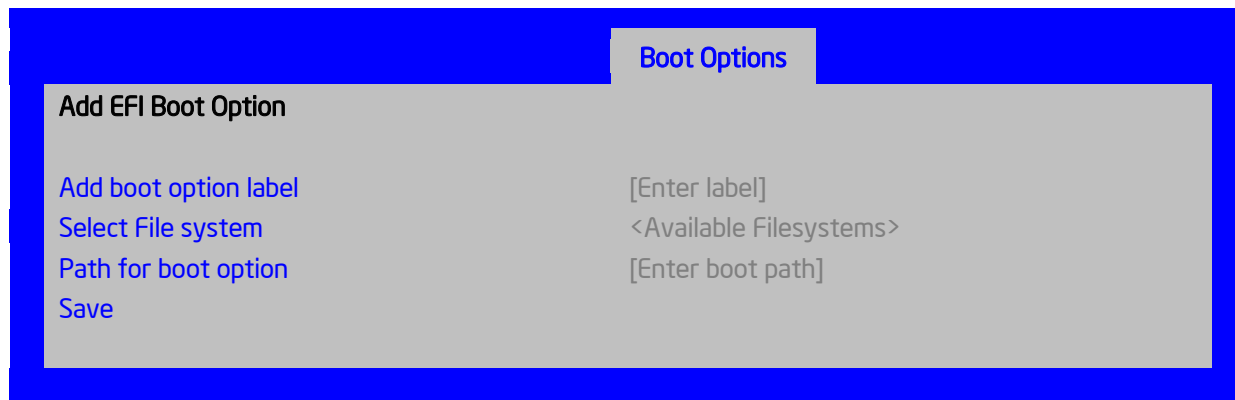 Boot Options
Add EFI Boot Option
Add boot option label [Enter label]
Select File system <Available Filesystems>
Path for boot option [Enter boot path]
Save